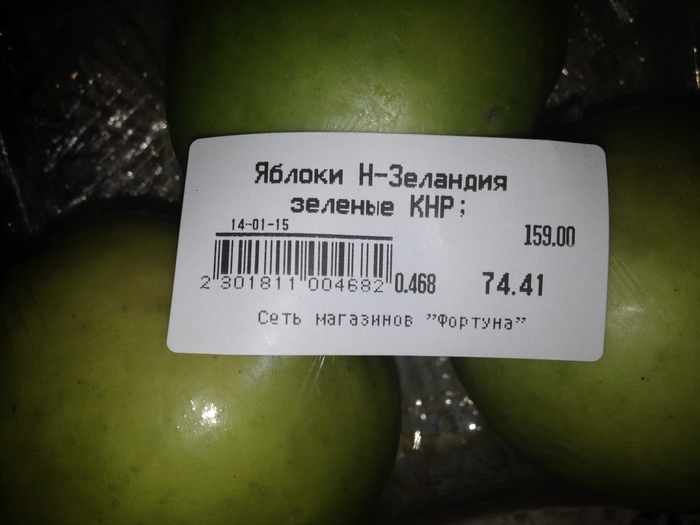 Яблоки Н-Зеландия
зеленые КНР;
14-01-15
159.00
2 301811 004682 0.468 74.41
Сеть магазинов "Фортуна"